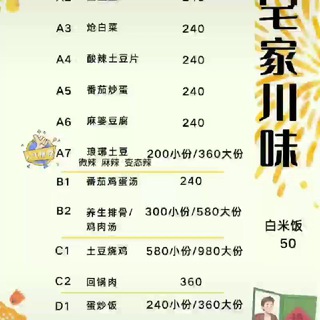 宅家川味
A3 炝白菜 240
A4 酸辣土豆片 240
A5 番茄炒蛋 240
A6 麻婆豆腐 240
A7 琅琊土豆 200小份/360大份
微辣 麻辣 变态辣
B1 番茄鸡蛋汤 240
B2 养生排骨/鸡肉汤 300小份/580大份
白米饭
50
C1 土豆烧鸡 580小份/980大份
C2 回锅肉 360
D1 蛋炒饭 240小份/360大份